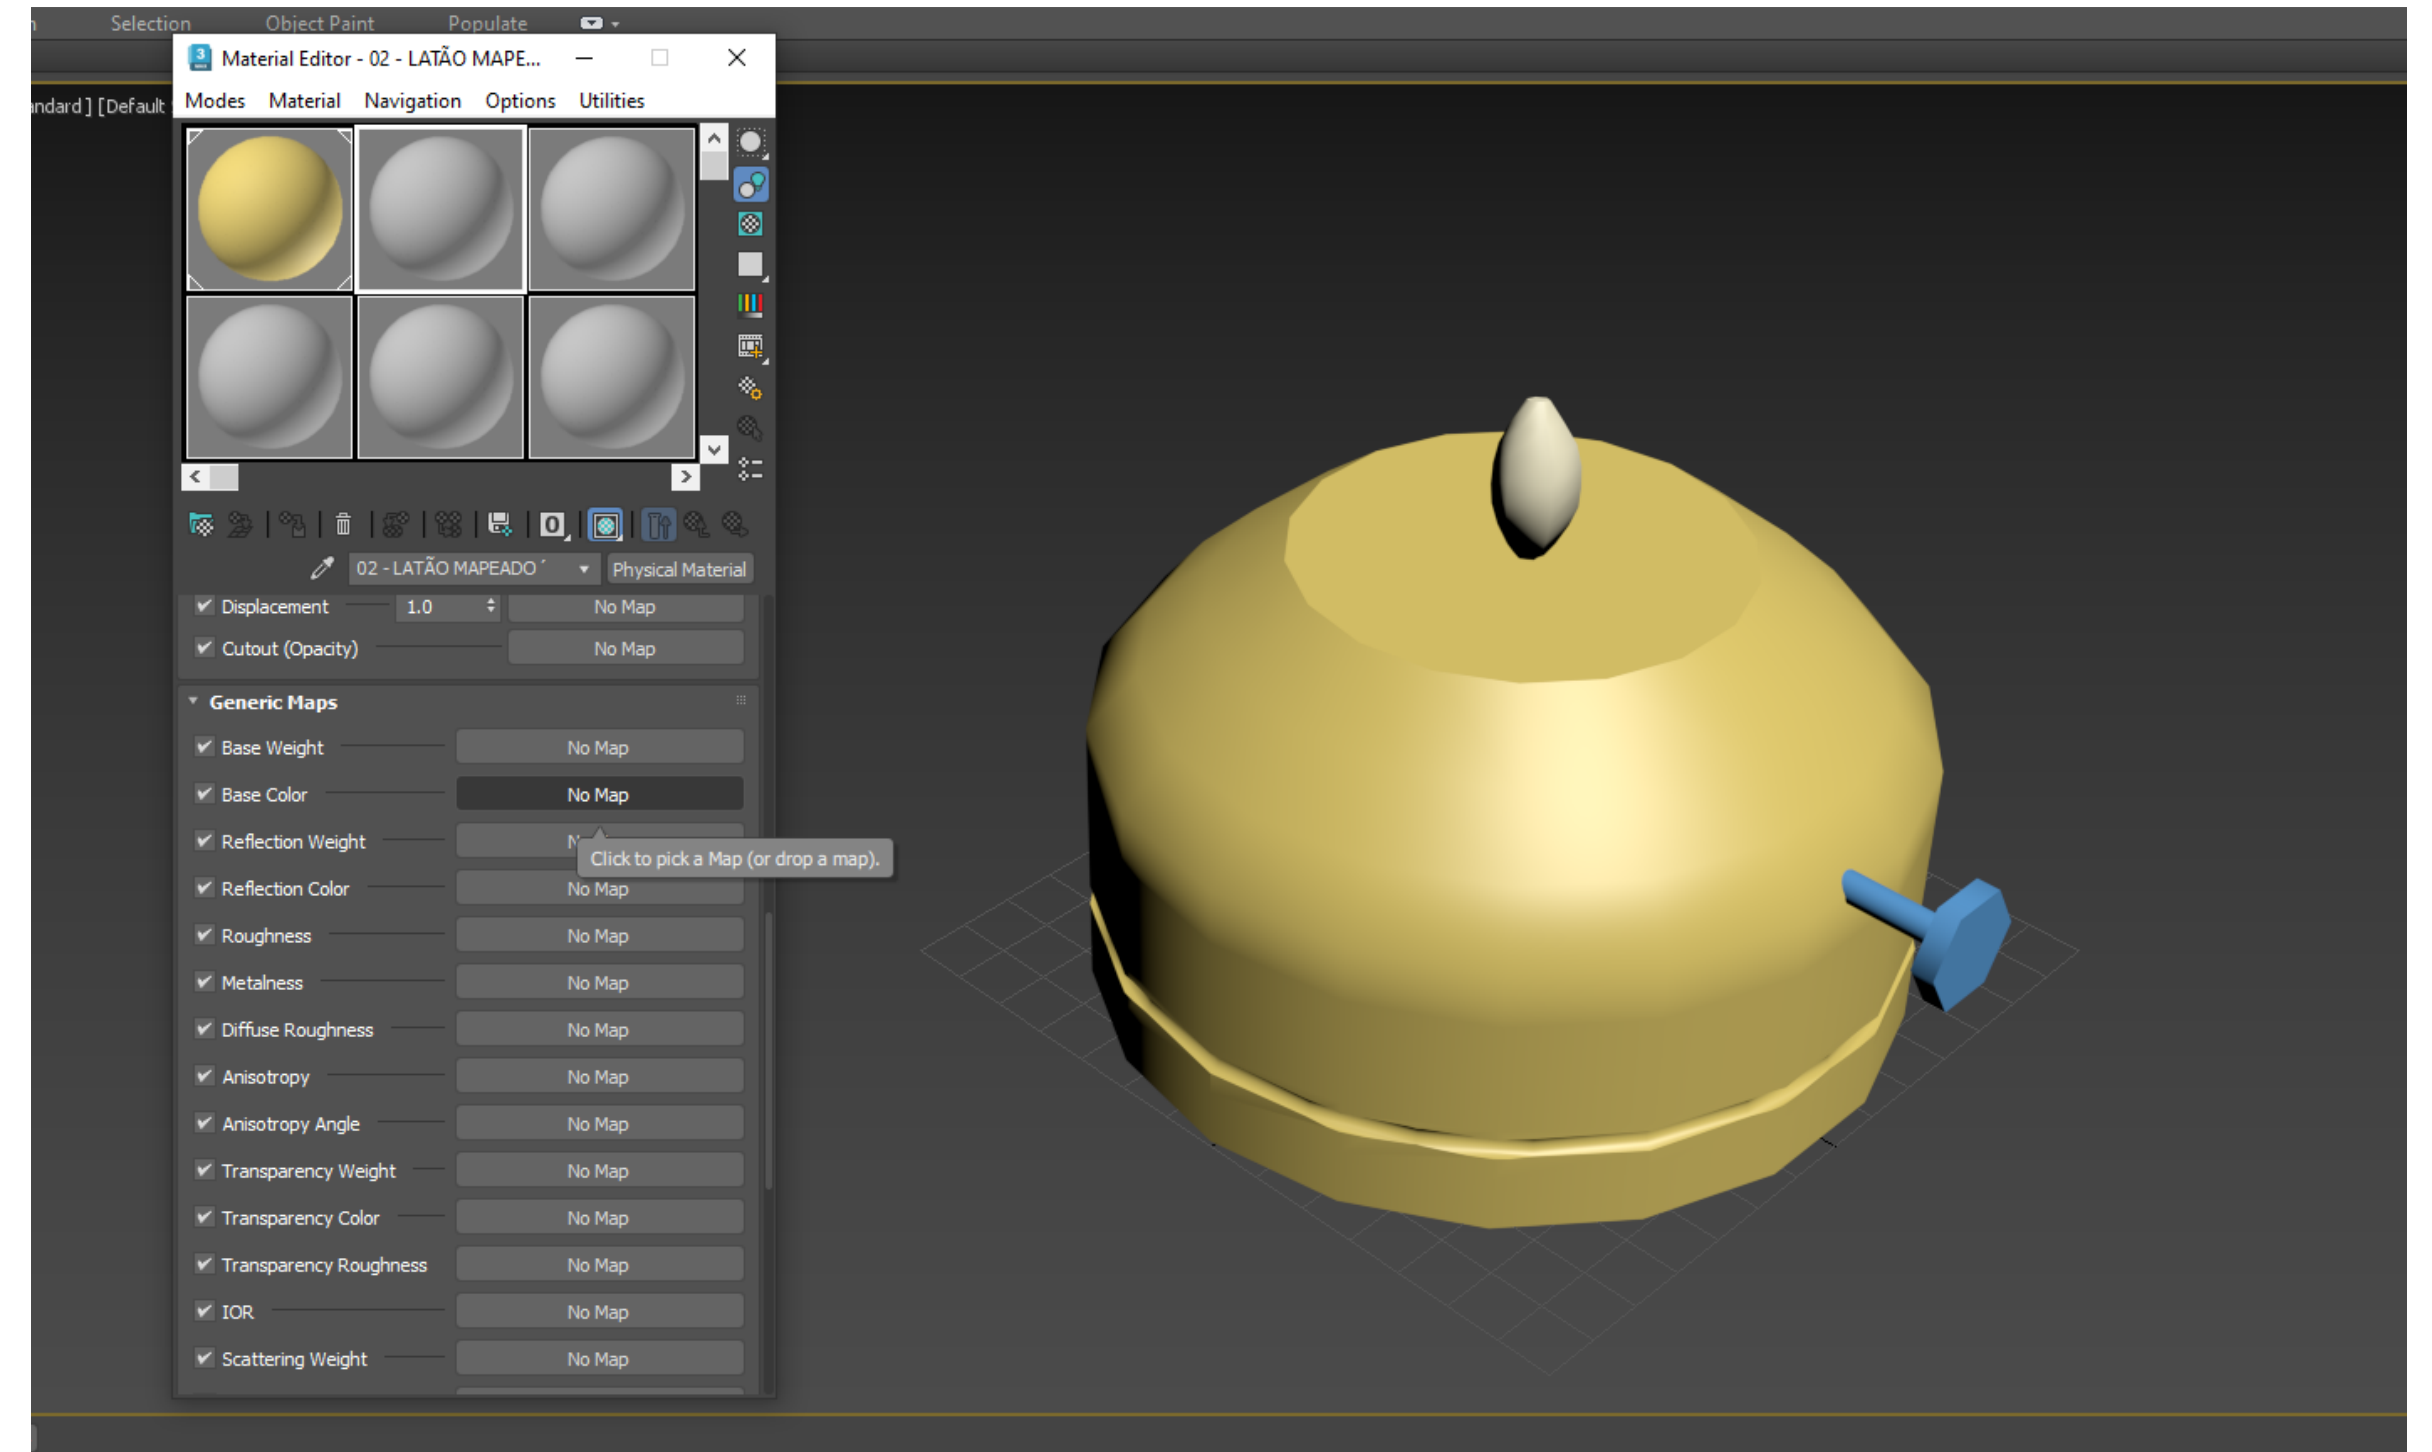 Selection Object Paint Populate
Material Editor - 02 - LATÃO MAPE...
Modes Material Navigation Options Utilities
andard ] [Default
0
02 - LATÃO MAPEADO ´ Physical Material
Displacement 1.0 No Map
Cutout (Opacity) No Map
Generic Maps
Base Weight No Map
Base Color No Map
Reflection Weight
Click to pick a Map (or drop a map).
Reflection Color No Map
Roughness No Map
Metalness No Map
Diffuse Roughness No Map
Anisotropy No Map
Anisotropy Angle No Map
Transparency Weight No Map
Transparency Color No Map
Transparency Roughness No Map
IOR No Map
Scattering Weight No Map